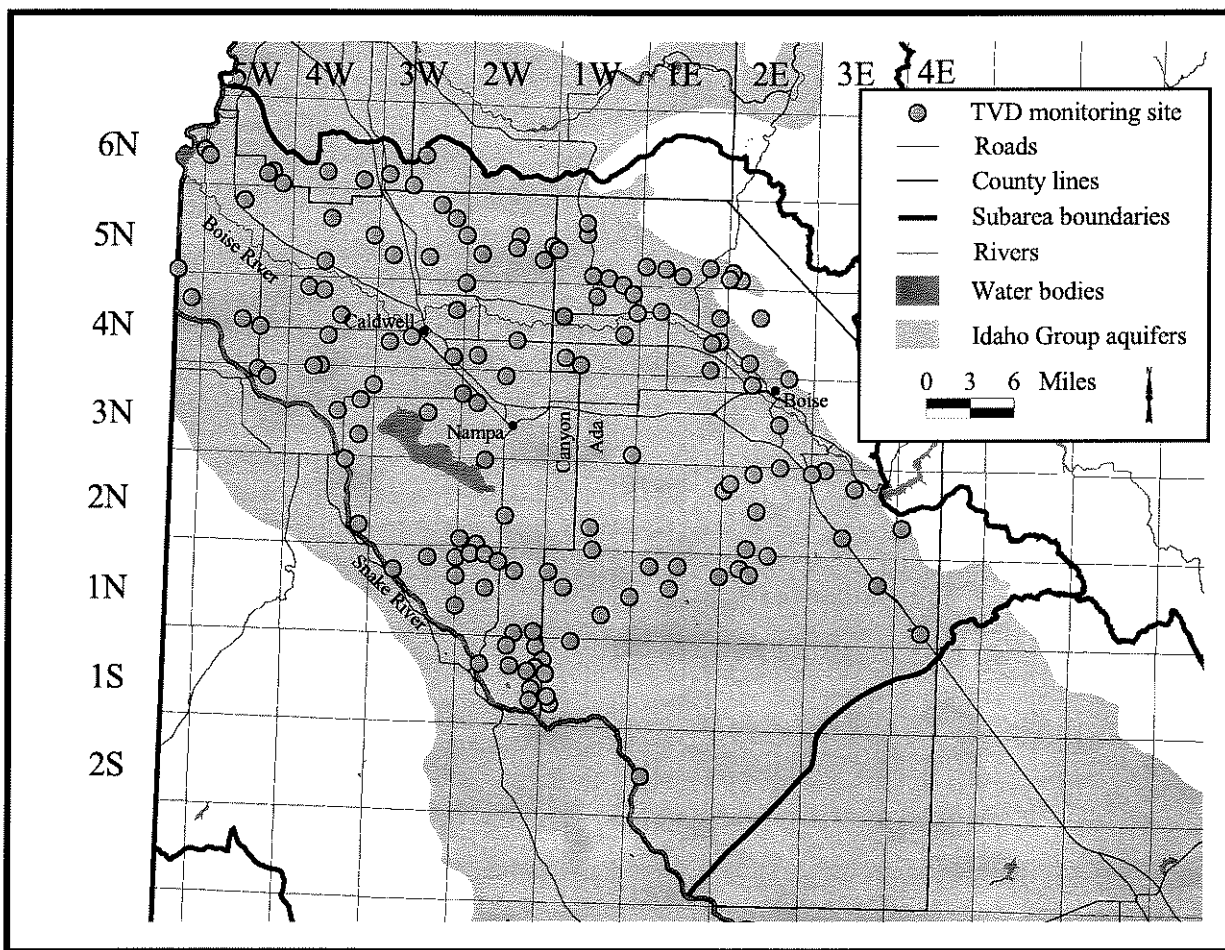 5W 4W 3W 2W 1W 1E 2E 3E 4E
6N
5N
4N
3N
2N
1N
1S
2S
Boise River
Caldwell
Nampa
Canyon
Ada
Boise
Snake River
TVD monitoring site
Roads
County lines
Subarea boundaries
Rivers
Water bodies
Idaho Group aquifers
0 3 6 Miles